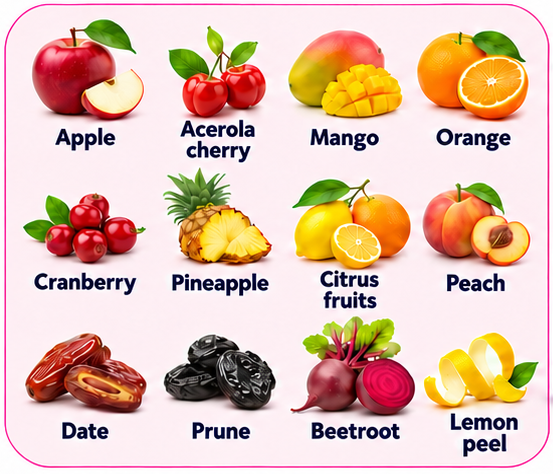 Apple
Acerola
cherry
Mango
Orange
Cranberry
Pineapple
Citrus
fruits
Peach
Date
Prune
Beetroot
Lemon
peel